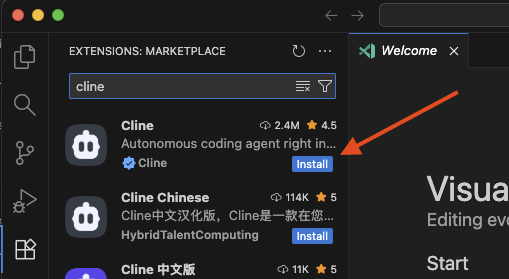 EXTENSIONS: MARKETPLACE
Welcome
cline
Cline 2.4M 4.5
Autonomous coding agent right in...
Cline Install
Cline Chinese 114K 5
Cline中文汉化版，Cline是一款在您...
HybridTalentComputing Install
Cline 中文版 11K 5
Visua
Editing evo
Start